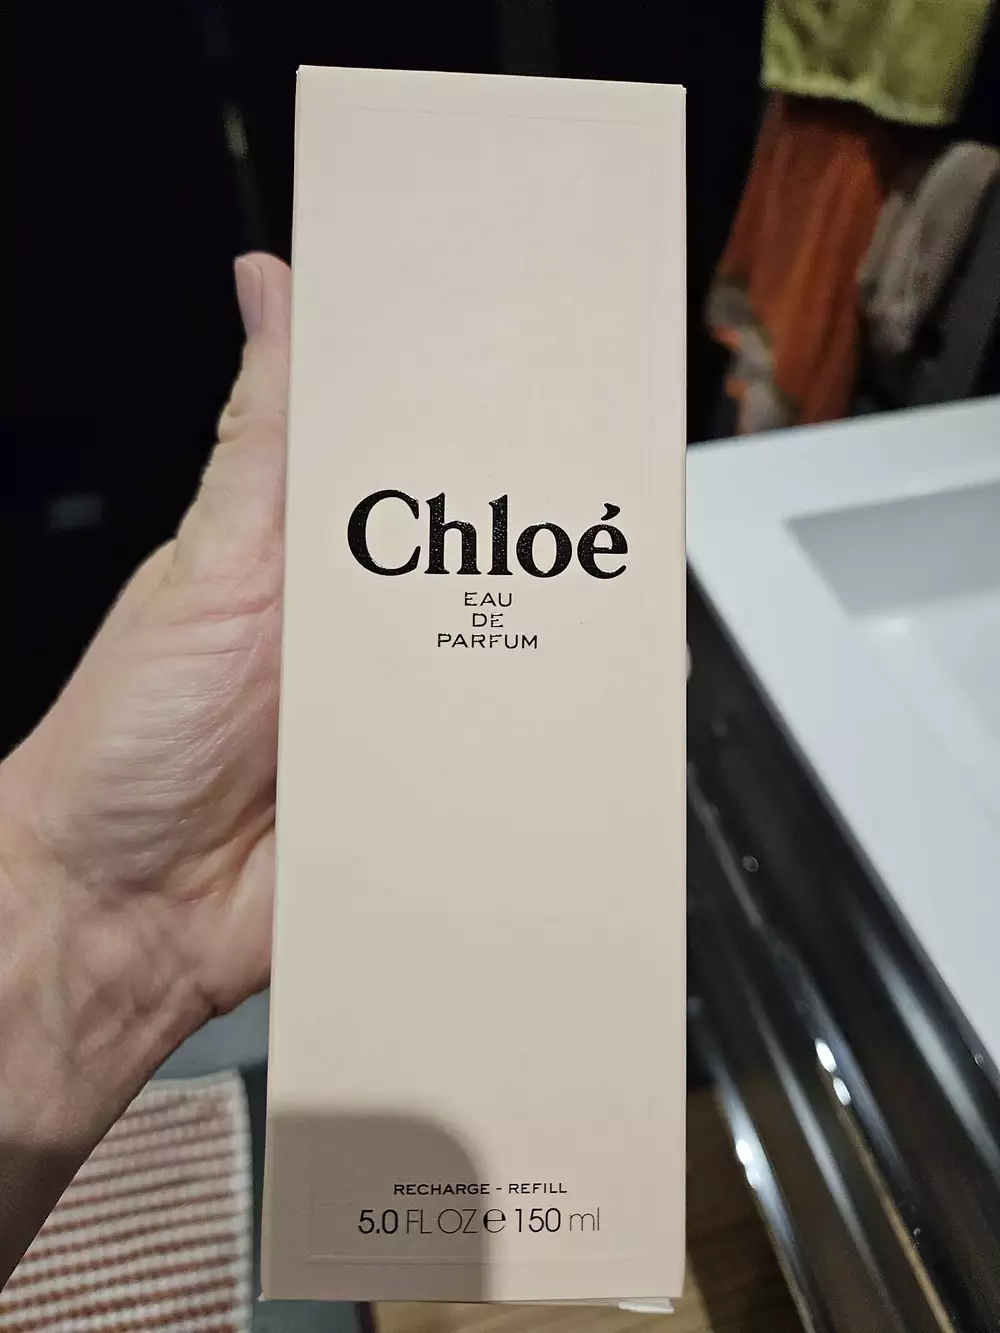 Chloé
EAU
DE
PARFUM
RECHARGE - REFILL
5.0 FL OZ ℮ 150 ml